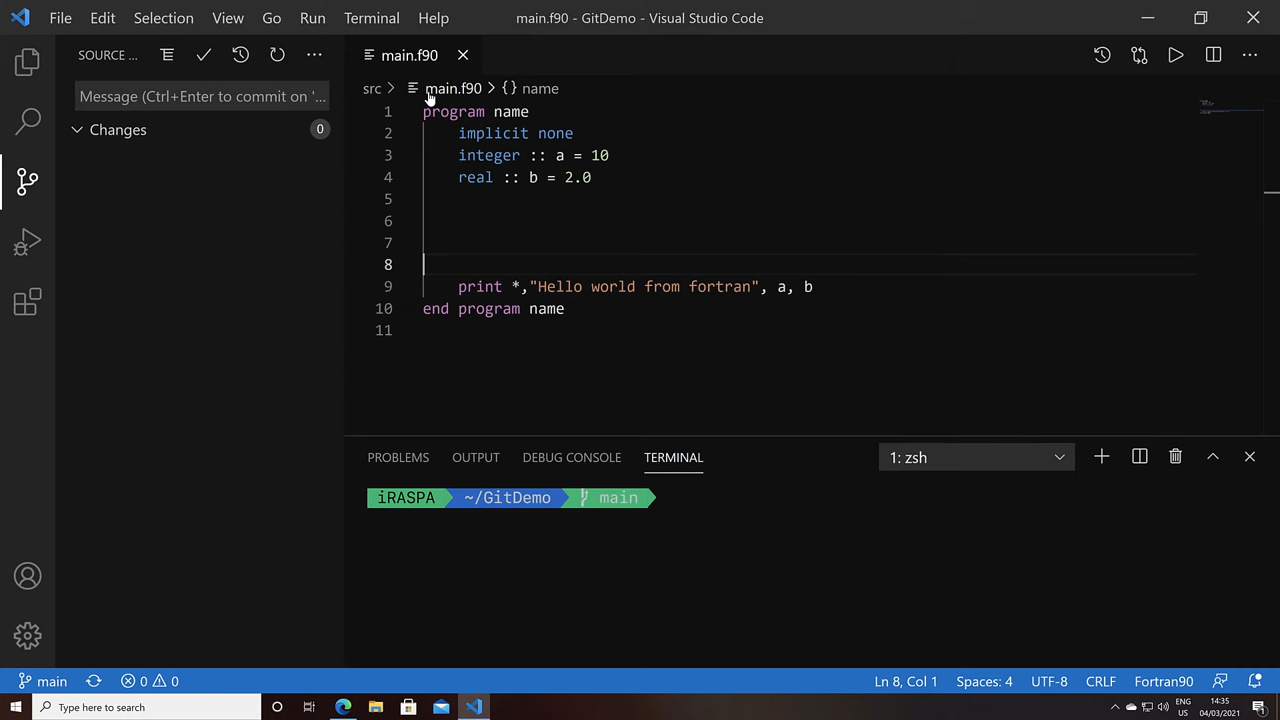 File Edit Selection View Go Run Terminal Help main.f90 - GitDemo - Visual Studio Code
SOURCE ...
main.f90
Message (Ctrl+Enter to commit on '...
Changes 0
src > main.f90 > {} name
1 program name
2 implicit none
3 integer :: a = 10
4 real :: b = 2.0
5
6
7
8
9 print *,"Hello world from fortran", a, b
10 end program name
11
PROBLEMS OUTPUT DEBUG CONSOLE TERMINAL 1: zsh
iRASPA ~/GitDemo main
main 0 0 Ln 8, Col 1 Spaces: 4 UTF-8 CRLF Fortran90
Type here to search
ENG
US
14:35
04/03/2021